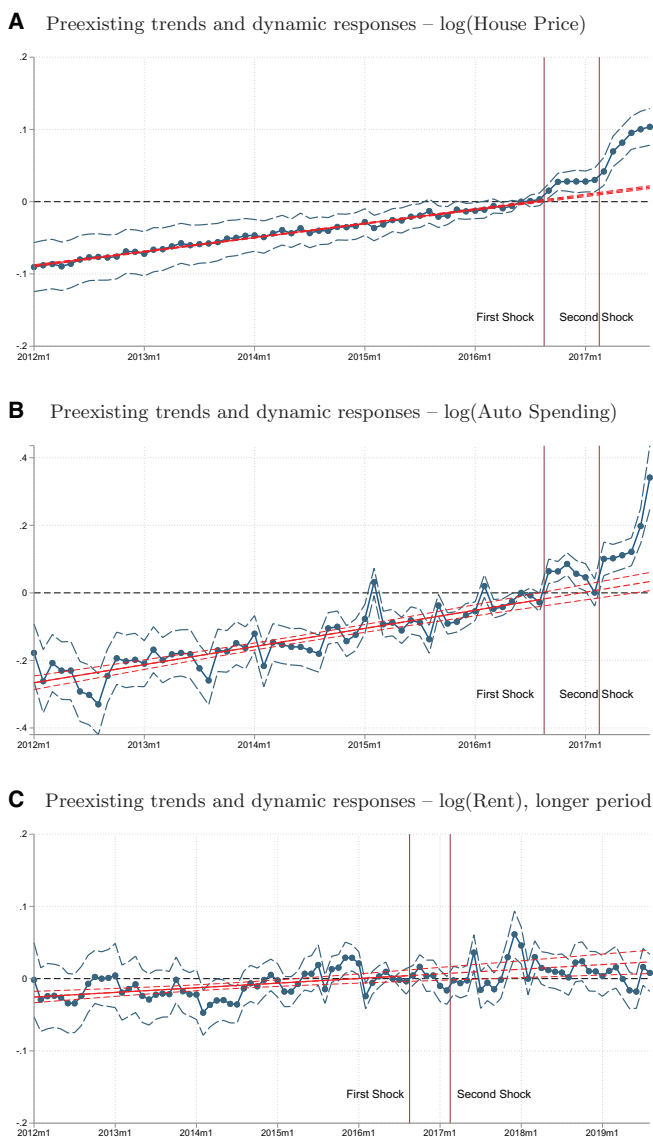 A Preexisting trends and dynamic responses – log(House Price)
.2
.1
0
-.1
First Shock Second Shock
-.2
2012m1 2013m1 2014m1 2015m1 2016m1 2017m1
B Preexisting trends and dynamic responses – log(Auto Spending)
.4
.2
0
-.2
First Shock Second Shock
-.4
2012m1 2013m1 2014m1 2015m1 2016m1 2017m1
C Preexisting trends and dynamic responses – log(Rent), longer period
.2
.1
0
-.1
First Shock Second Shock
-.2
2012m1 2013m1 2014m1 2015m1 2016m1 2017m1 2018m1 2019m1